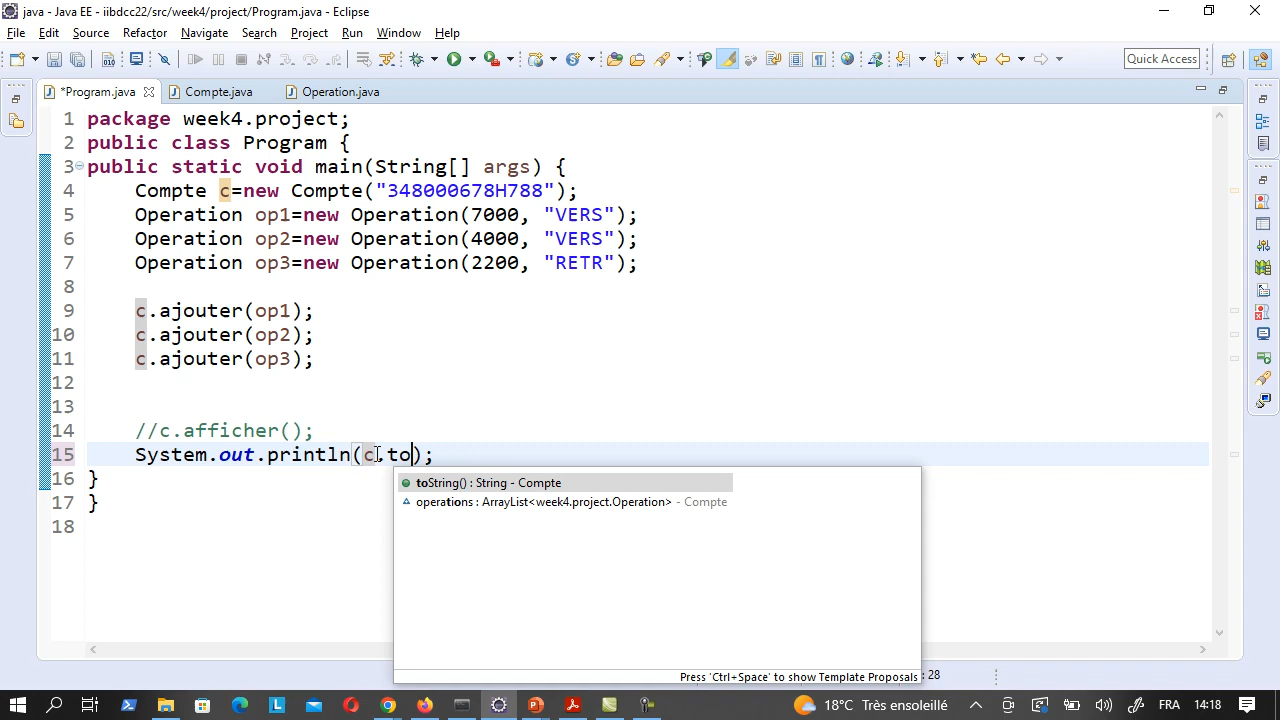 java - Java EE - iibdcc22/src/week4/project/Program.java - Eclipse
File Edit Source Refactor Navigate Search Project Run Window Help
Quick Access
*Program.java Compte.java Operation.java
1 package week4.project;
2 public class Program {
3 public static void main(String[] args) {
4 Compte c=new Compte("348000678H788");
5 Operation op1=new Operation(7000, "VERS");
6 Operation op2=new Operation(4000, "VERS");
7 Operation op3=new Operation(2200, "RETR");
8
9 c.ajouter(op1);
10 c.ajouter(op2);
11 c.ajouter(op3);
12
13
14 //c.afficher();
15 System.out.println(c.to);
16 }
17 }
18
toString() : String - Compte
operations : ArrayList<week4.project.Operation> - Compte
Press 'Ctrl+Space' to show Template Proposals
: 28
18°C Très ensoleillé FRA 14:18